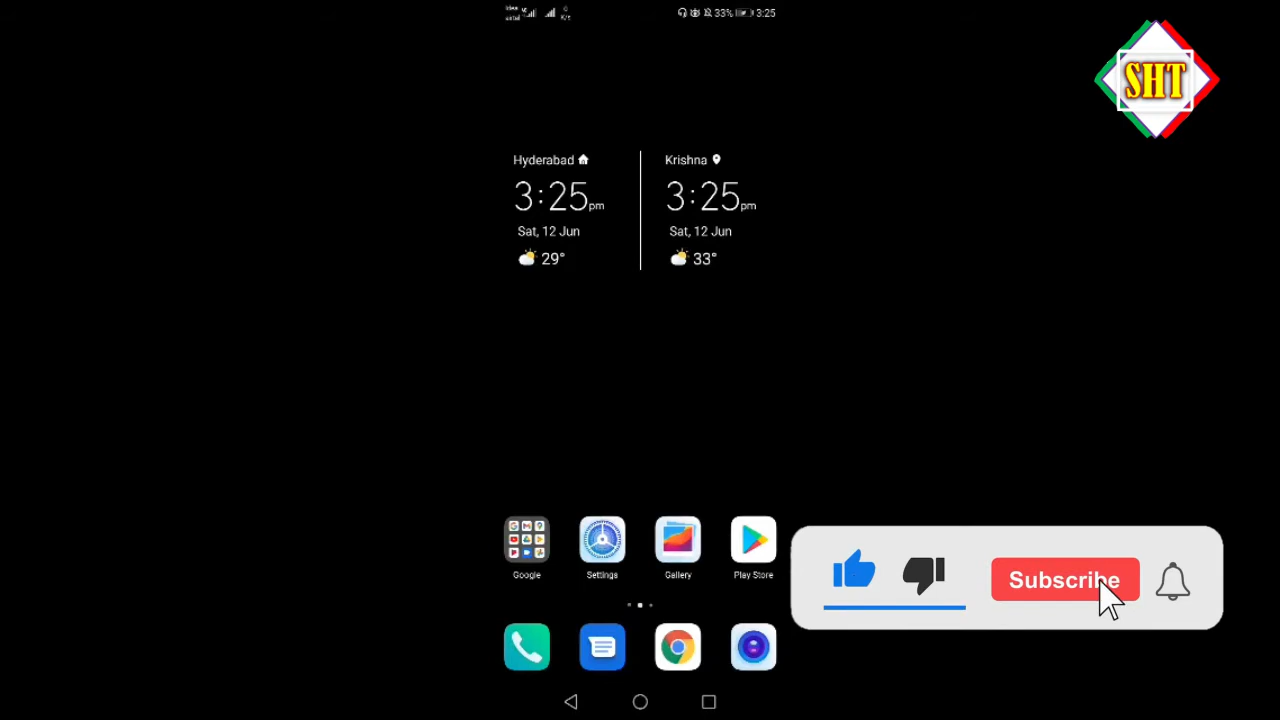 Idea
33% 3:25
SHT
Hyderabad
Krishna
3:25pm
3:25pm
Sat, 12 Jun
Sat, 12 Jun
29°
33°
Google
Settings
Gallery
Play Store
Subscribe